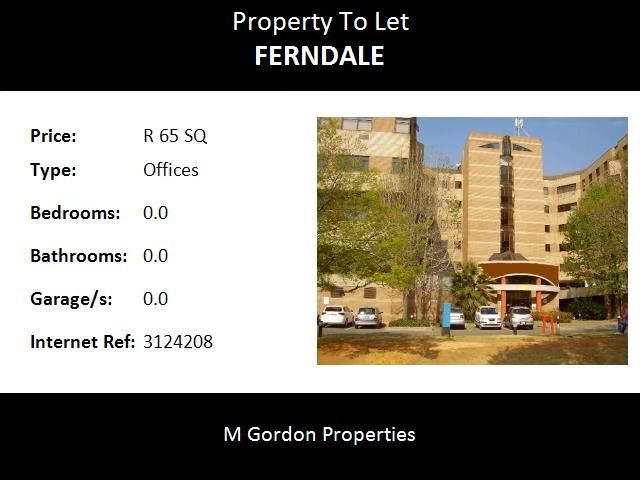 Property To Let
FERNDALE
Price: R 65 SQ
Type: Offices
Bedrooms: 0.0
Bathrooms: 0.0
Garage/s: 0.0
Internet Ref: 3124208
M Gordon Properties